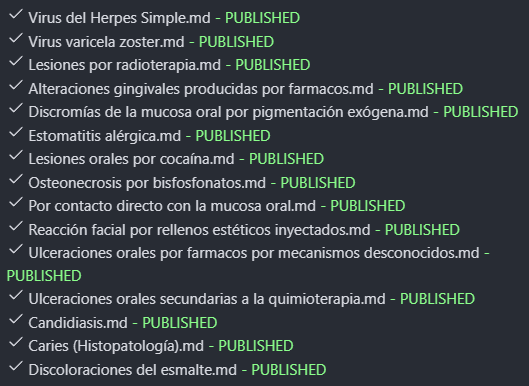 ✓ Virus del Herpes Simple.md - PUBLISHED
✓ Virus varicela zoster.md - PUBLISHED
✓ Lesiones por radioterapia.md - PUBLISHED
✓ Alteraciones gingivales producidas por farmacos.md - PUBLISHED
✓ Discromías de la mucosa oral por pigmentación exógena.md - PUBLISHED
✓ Estomatitis alérgica.md - PUBLISHED
✓ Lesiones orales por cocaína.md - PUBLISHED
✓ Osteonecrosis por bisfosfonatos.md - PUBLISHED
✓ Por contacto directo con la mucosa oral.md - PUBLISHED
✓ Reacción facial por rellenos estéticos inyectados.md - PUBLISHED
✓ Ulceraciones orales por farmacos por mecanismos desconocidos.md -
PUBLISHED
✓ Ulceraciones orales secundarias a la quimioterapia.md - PUBLISHED
✓ Candidiasis.md - PUBLISHED
✓ Caries (Histopatología).md - PUBLISHED
✓ Discoloraciones del esmalte.md - PUBLISHED